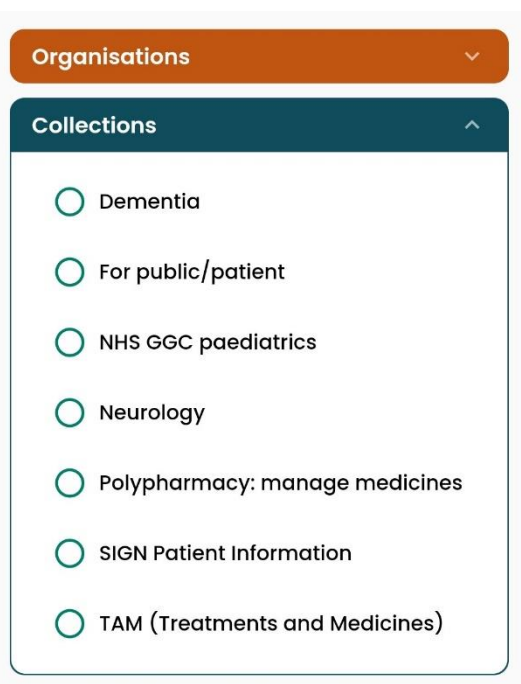 Organisations
Collections
Dementia
For public/patient
NHS GGC paediatrics
Neurology
Polypharmacy: manage medicines
SIGN Patient Information
TAM (Treatments and Medicines)